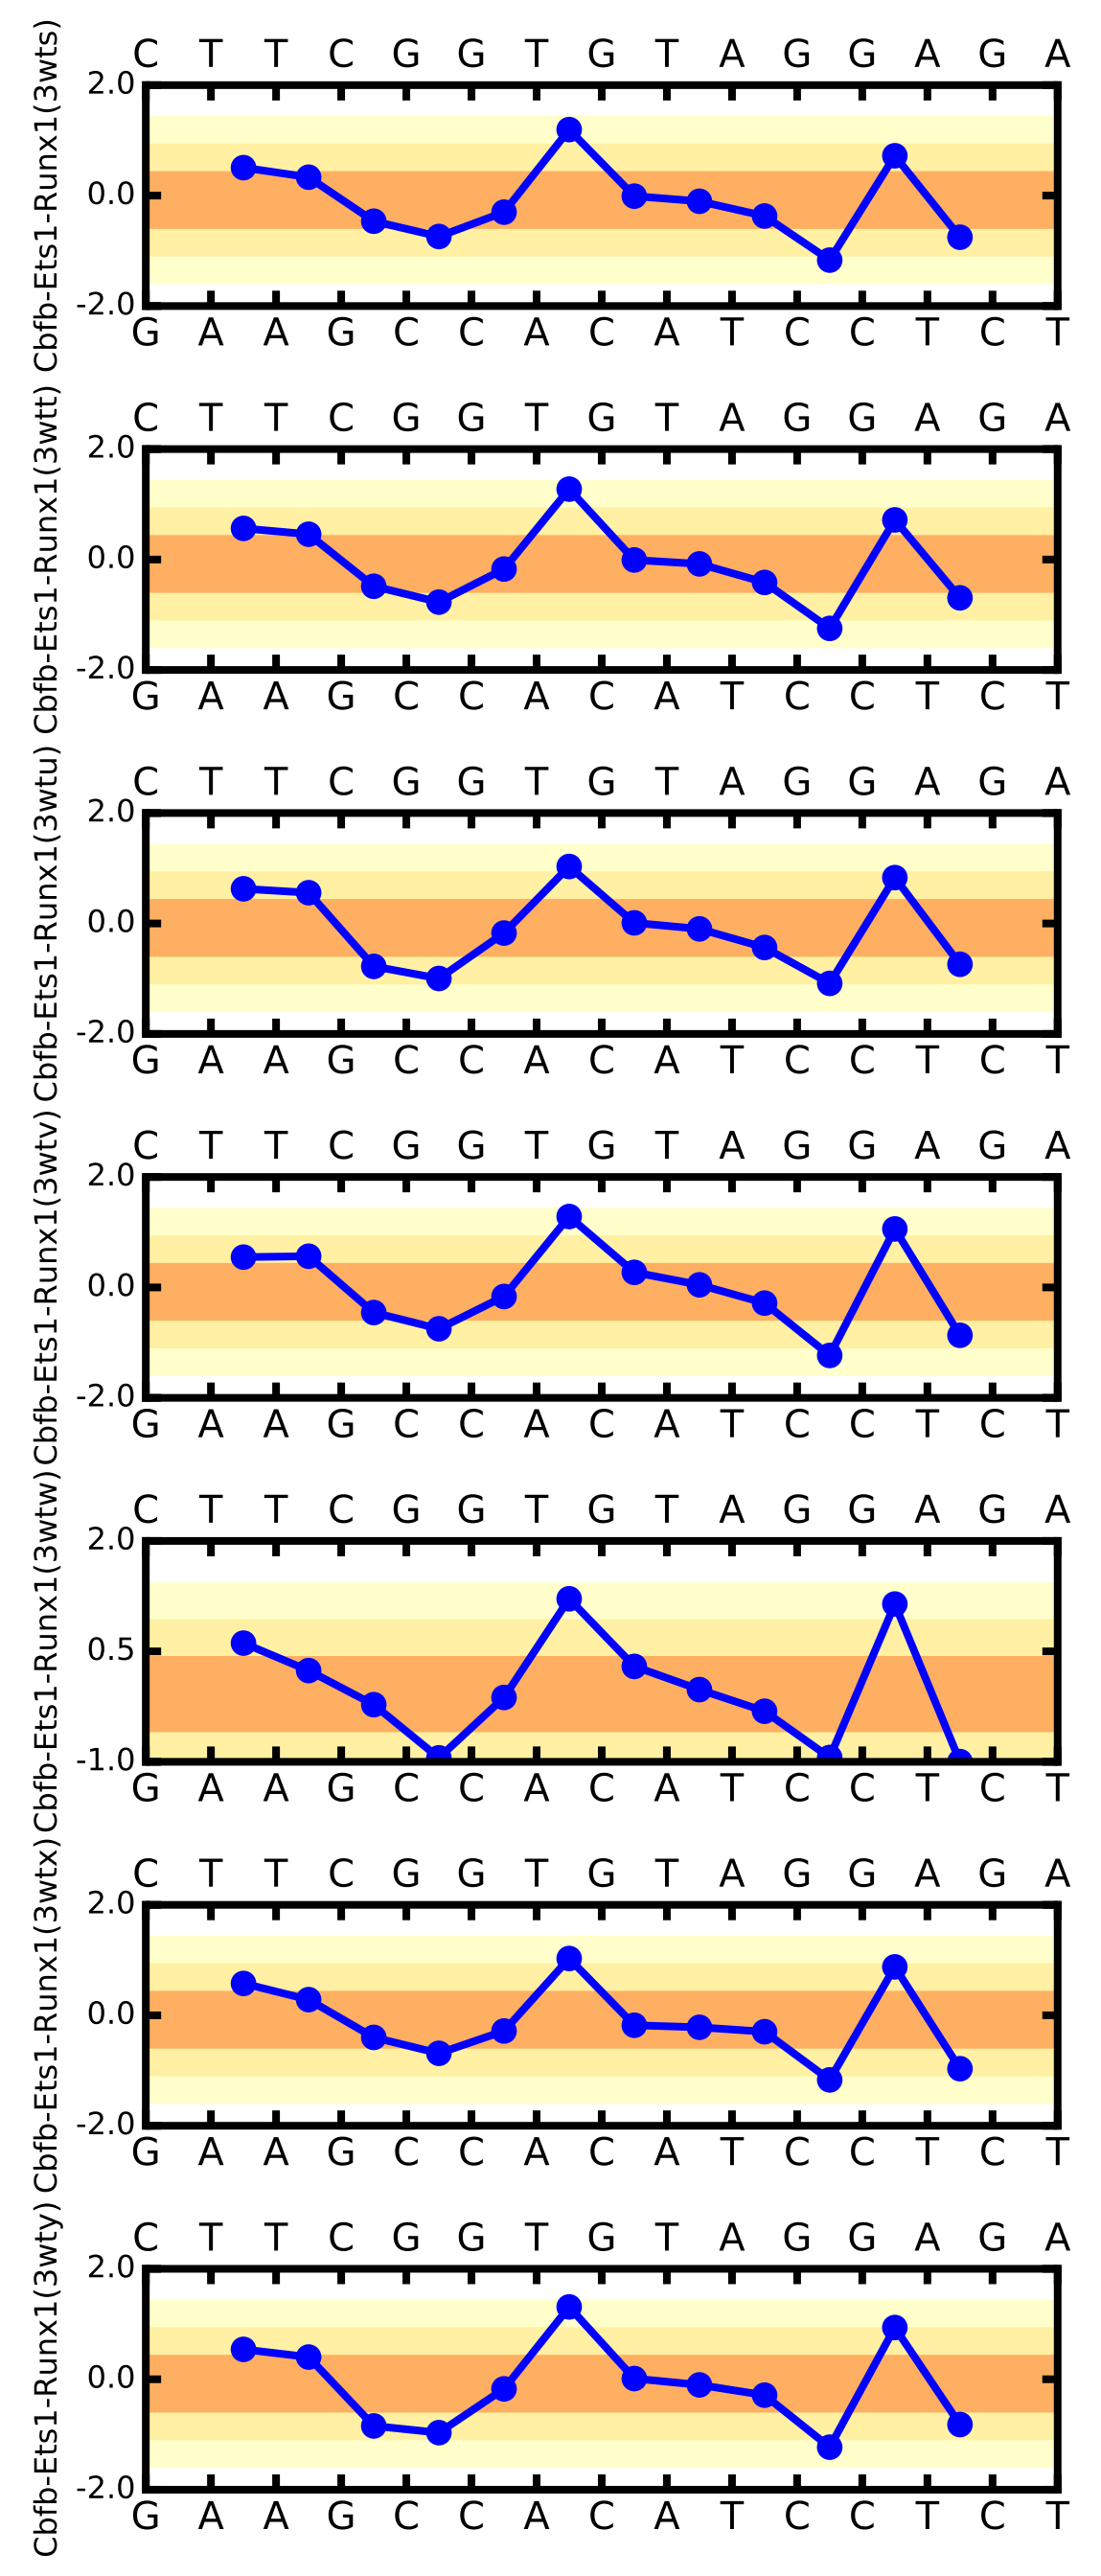 Cbfb-Ets1-Runx1(3wts)
C T T C G G T G T A G G A G A
2.0
0.0
-2.0
G A A G C C A C A T C C T C T
Cbfb-Ets1-Runx1(3wtt)
C T T C G G T G T A G G A G A
2.0
0.0
-2.0
G A A G C C A C A T C C T C T
Cbfb-Ets1-Runx1(3wtu)
C T T C G G T G T A G G A G A
2.0
0.0
-2.0
G A A G C C A C A T C C T C T
Cbfb-Ets1-Runx1(3wtv)
C T T C G G T G T A G G A G A
2.0
0.0
-2.0
G A A G C C A C A T C C T C T
Cbfb-Ets1-Runx1(3wtw)
C T T C G G T G T A G G A G A
2.0
0.5
-1.0
G A A G C C A C A T C C T C T
Cbfb-Ets1-Runx1(3wtx)
C T T C G G T G T A G G A G A
2.0
0.0
-2.0
G A A G C C A C A T C C T C T
Cbfb-Ets1-Runx1(3wty)
C T T C G G T G T A G G A G A
2.0
0.0
-2.0
G A A G C C A C A T C C T C T